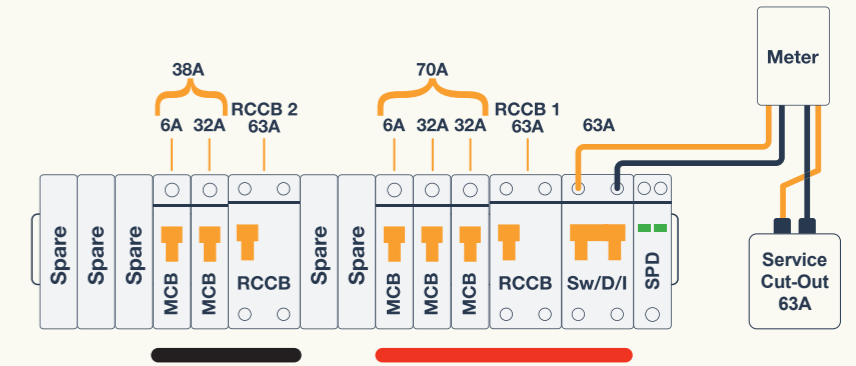 Meter
38A
70A
RCCB 2
63A
RCCB 1
63A
6A
32A
6A
32A
32A
63A
Spare
Spare
Spare
MCB
MCB
RCCB
Spare
Spare
MCB
MCB
MCB
RCCB
Sw/D/I
SPD
Service
Cut-Out
63A